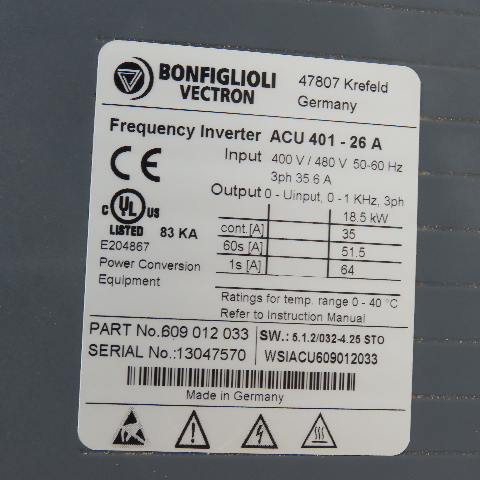 BONFIGLIOLI
VECTRON
47807 Krefeld
Germany
Frequency Inverter ACU 401 - 26 A
Input 400 V / 480 V 50-60 Hz
3ph 35 6 A
Output 0 - Uinput, 0 - 1 KHz, 3ph
18.5 kW
cont.[A] 35
60s [A] 51.5
1s [A] 64
CE
C UL US
LISTED 83 KA
E204867
Power Conversion
Equipment
Ratings for temp. range 0 - 40 °C
Refer to Instruction Manual
PART No.:609 012 033
SW.: 5.1.2/032-4.25 STO
SERIAL No.:13047570
WSIACU609012033
Made in Germany